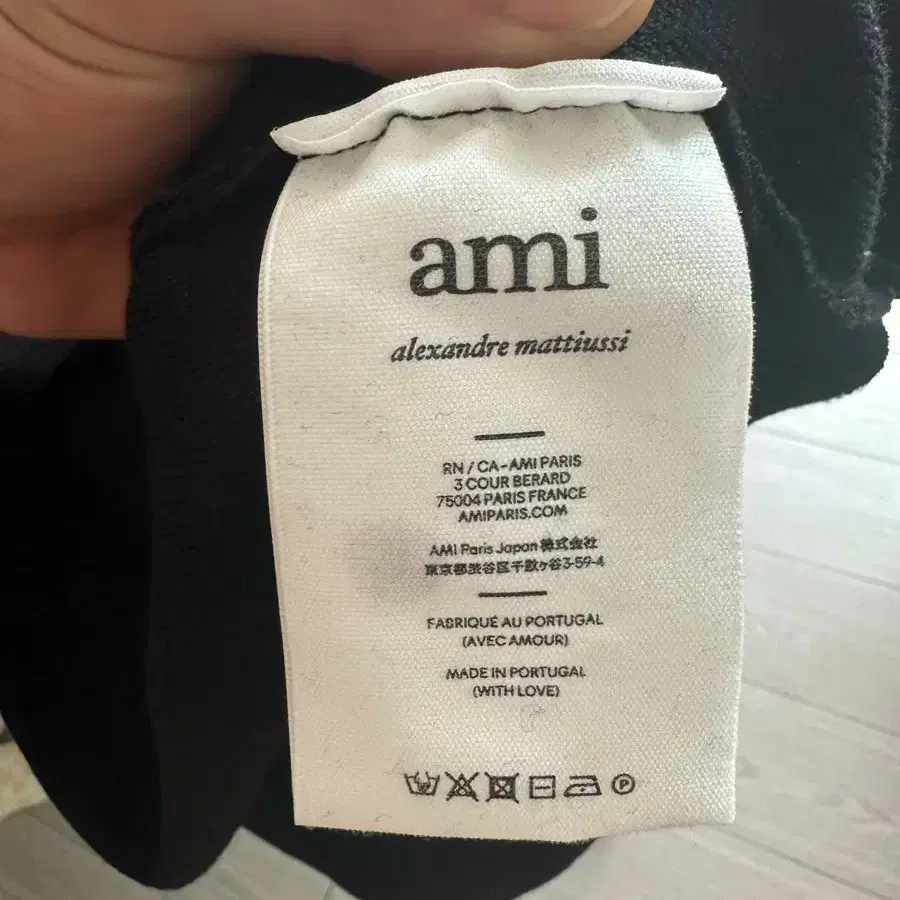 ami
alexandre mattiussi
RN / CA-AMI PARIS
3 COUR BERARD
75004 PARIS FRANCE
AMIPARIS.COM
AMI Paris Japan 株式会社
東京都渋谷区千駄ヶ谷3-59-4
FABRIQUÉ AU PORTUGAL
(AVEC AMOUR)
MADE IN PORTUGAL
(WITH LOVE)
P